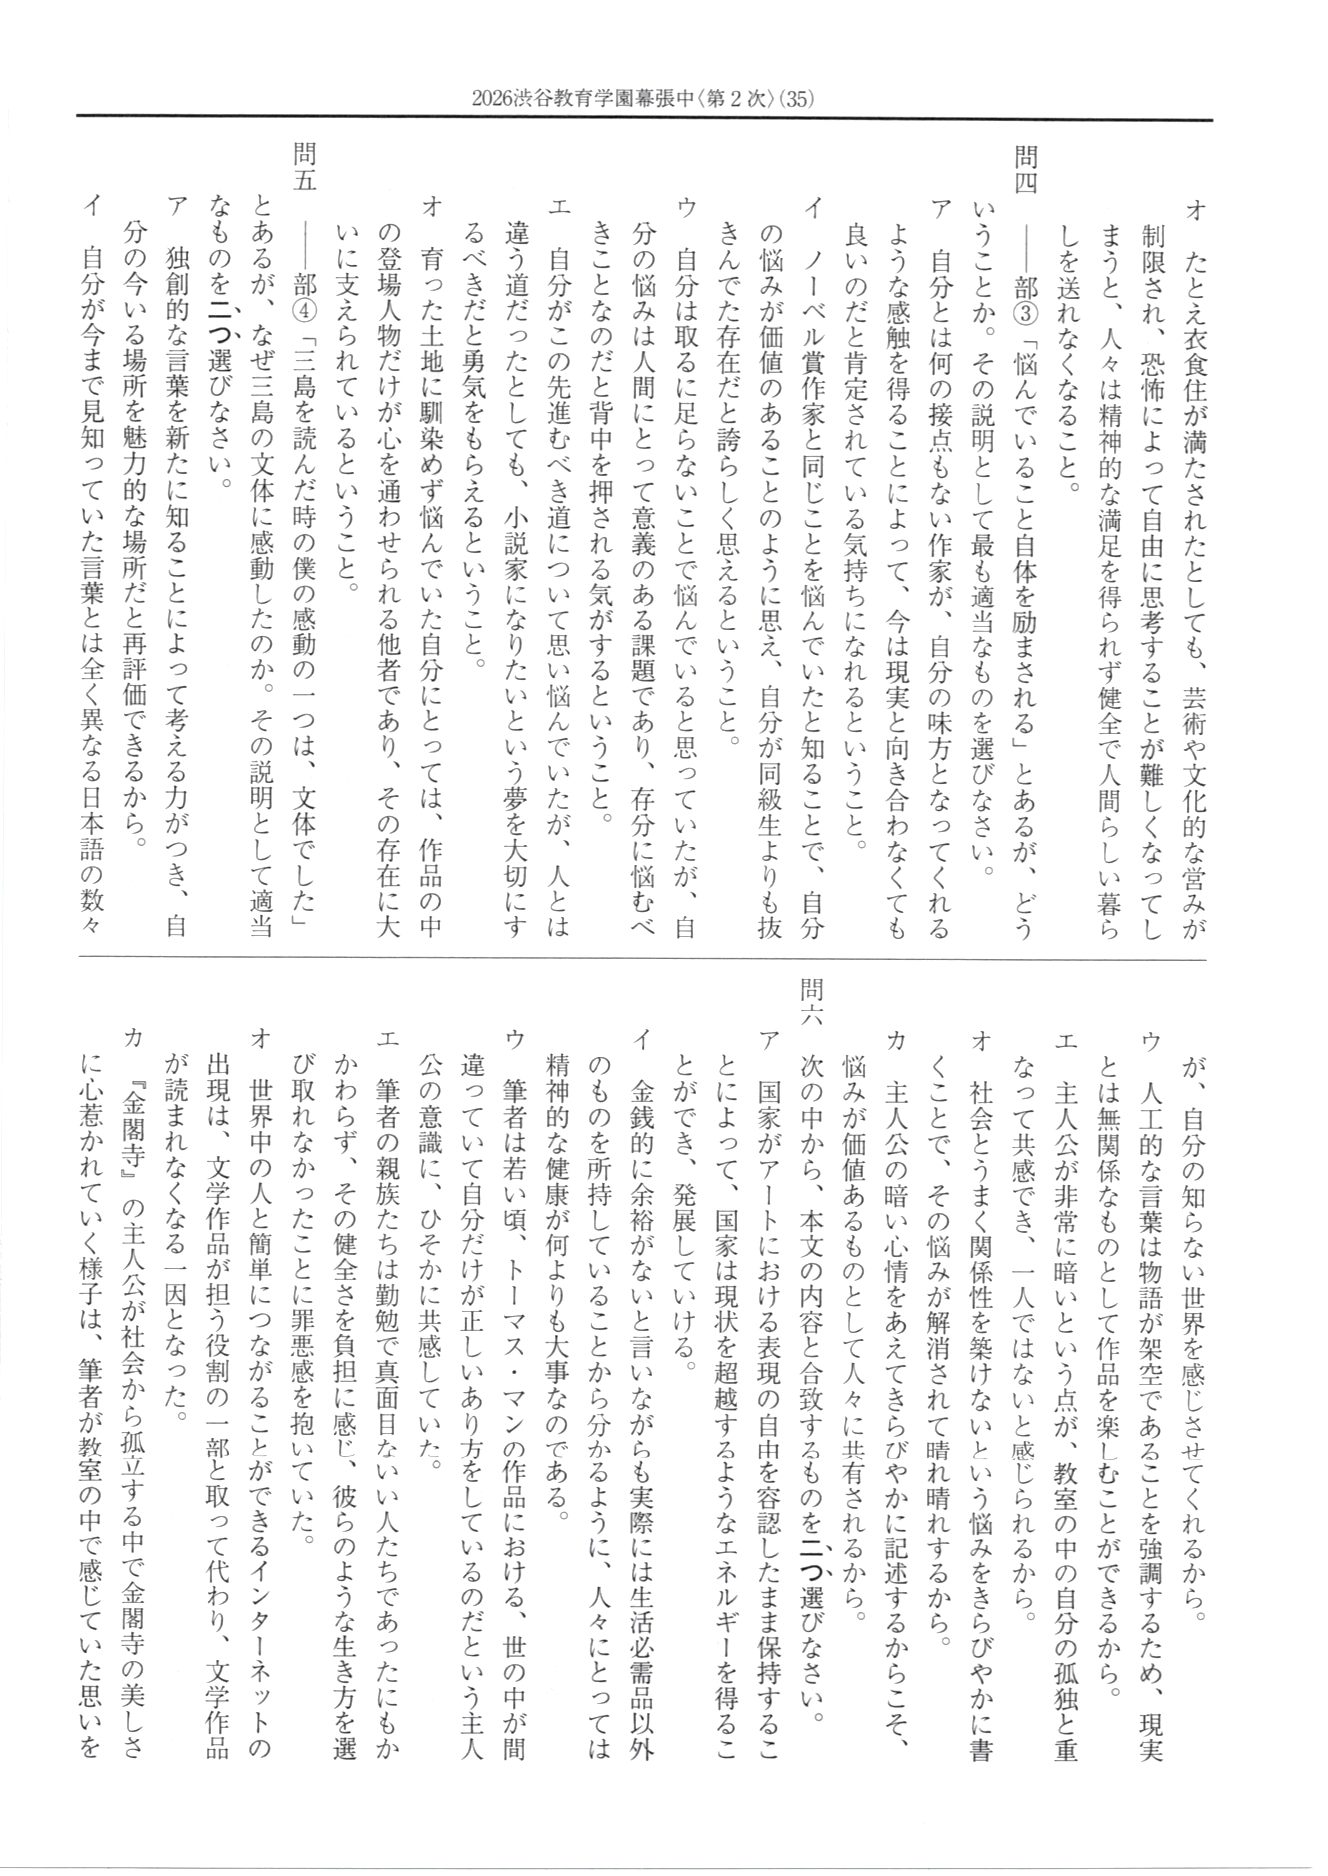 2026渋谷教育学園幕張中〈第2次〉(35)
オ　たとえ衣食住が満たされたとしても、芸術や文化的な営みが
制限され、恐怖によって自由に思考することが難しくなってし
まうと、人々は精神的な満足を得られず健全で人間らしい暮ら
しを送れなくなること。
問四　――部③「悩んでいること自体を励まされる」とあるが、どう
いうことか。その説明として最も適当なものを選びなさい。
ア　自分とは何の接点もない作家が、自分の味方となってくれる
ような感触を得ることによって、今は現実と向き合わなくても
良いのだと肯定されている気持ちになれるということ。
イ　ノーベル賞作家と同じことを悩んでいたと知ることで、自分
の悩みが価値のあることのように思え、自分が同級生よりも抜
きんでた存在だと誇らしく思えるということ。
ウ　自分は取るに足らないことで悩んでいると思っていたが、自
分の悩みは人間にとって意義のある課題であり、存分に悩むべ
きことなのだと背中を押される気がするということ。
エ　自分がこの先進むべき道について思い悩んでいたが、人とは
違う道だったとしても、小説家になりたいという夢を大切にす
るべきだと勇気をもらえるということ。
オ　育った土地に馴染めず悩んでいた自分にとっては、作品の中
の登場人物だけが心を通わせられる他者であり、その存在に大
いに支えられているということ。
問五　――部④「三島を読んだ時の僕の感動の一つは、文体でした」
とあるが、なぜ三島の文体に感動したのか。その説明として適当
なものを二つ選びなさい。
ア　独創的な言葉を新たに知ることによって考える力がつき、自
分の今いる場所を魅力的な場所だと再評価できるから。
イ　自分が今まで見知っていた言葉とは全く異なる日本語の数々
が、自分の知らない世界を感じさせてくれるから。
ウ　人工的な言葉は物語が架空であることを強調するため、現実
とは無関係なものとして作品を楽しむことができるから。
エ　主人公が非常に暗いという点が、教室の中の自分の孤独と重
なって共感でき、一人ではないと感じられるから。
オ　社会とうまく関係性を築けないという悩みをきらびやかに書
くことで、その悩みが解消されて晴れ晴れするから。
カ　主人公の暗い心情をあえてきらびやかに記述するからこそ、
悩みが価値あるものとして人々に共有されるから。
問六　次の中から、本文の内容と合致するものを二つ選びなさい。
ア　国家がアートにおける表現の自由を容認したまま保持するこ
とによって、国家は現状を超越するようなエネルギーを得るこ
とができ、発展していける。
イ　金銭的に余裕がないと言いながらも実際には生活必需品以外
のものを所持していることから分かるように、人々にとっては
精神的な健康が何よりも大事なのである。
ウ　筆者は若い頃、トーマス・マンの作品における、世の中が間
違っていて自分だけが正しいあり方をしているのだという主人
公の意識に、ひそかに共感していた。
エ　筆者の親族たちは勤勉で真面目ないい人たちであったにもか
かわらず、その健全さを負担に感じ、彼らのような生き方を選
び取れなかったことに罪悪感を抱いていた。
オ　世界中の人と簡単につながることができるインターネットの
出現は、文学作品が担う役割の一部と取って代わり、文学作品
が読まれなくなる一因となった。
カ　『金閣寺』の主人公が社会から孤立する中で金閣寺の美しさ
に心惹かれていく様子は、筆者が教室の中で感じていた思いを